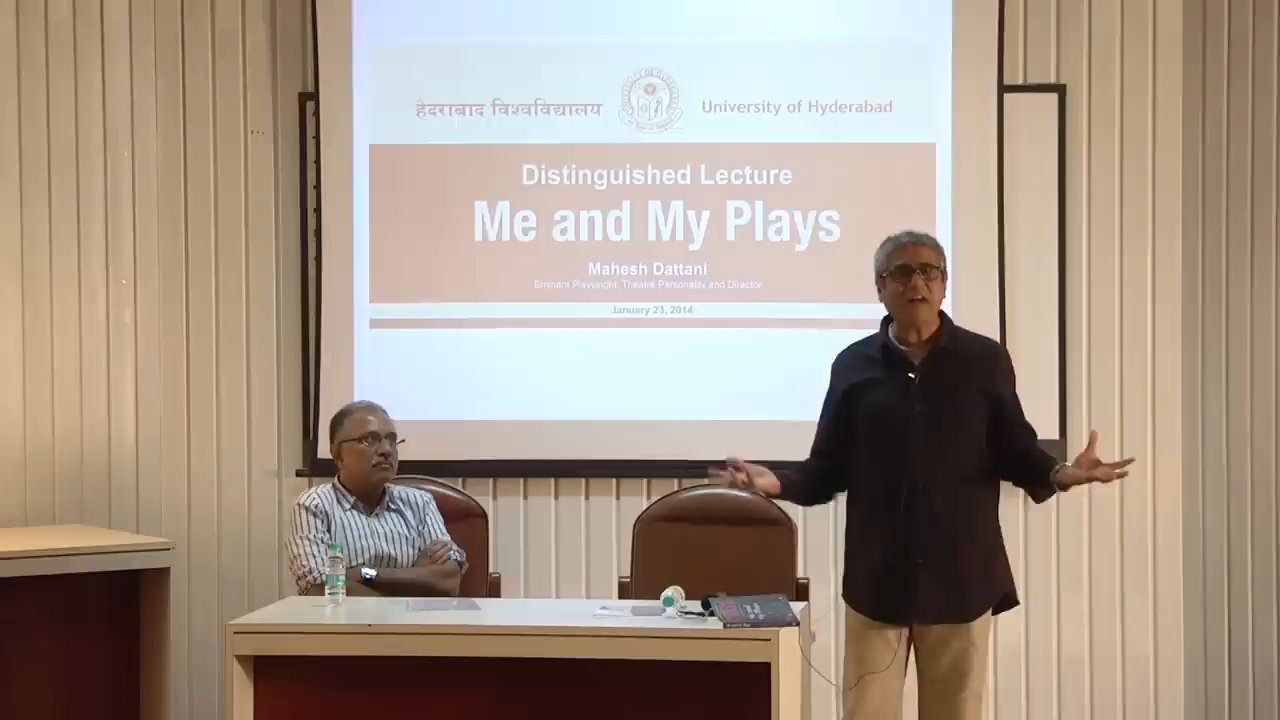 हैदराबाद विश्वविद्यालय University of Hyderabad
Distinguished Lecture
Me and My Plays
Mahesh Dattani
Eminent Playwright, Theatre Personality and Director
January 23, 2014